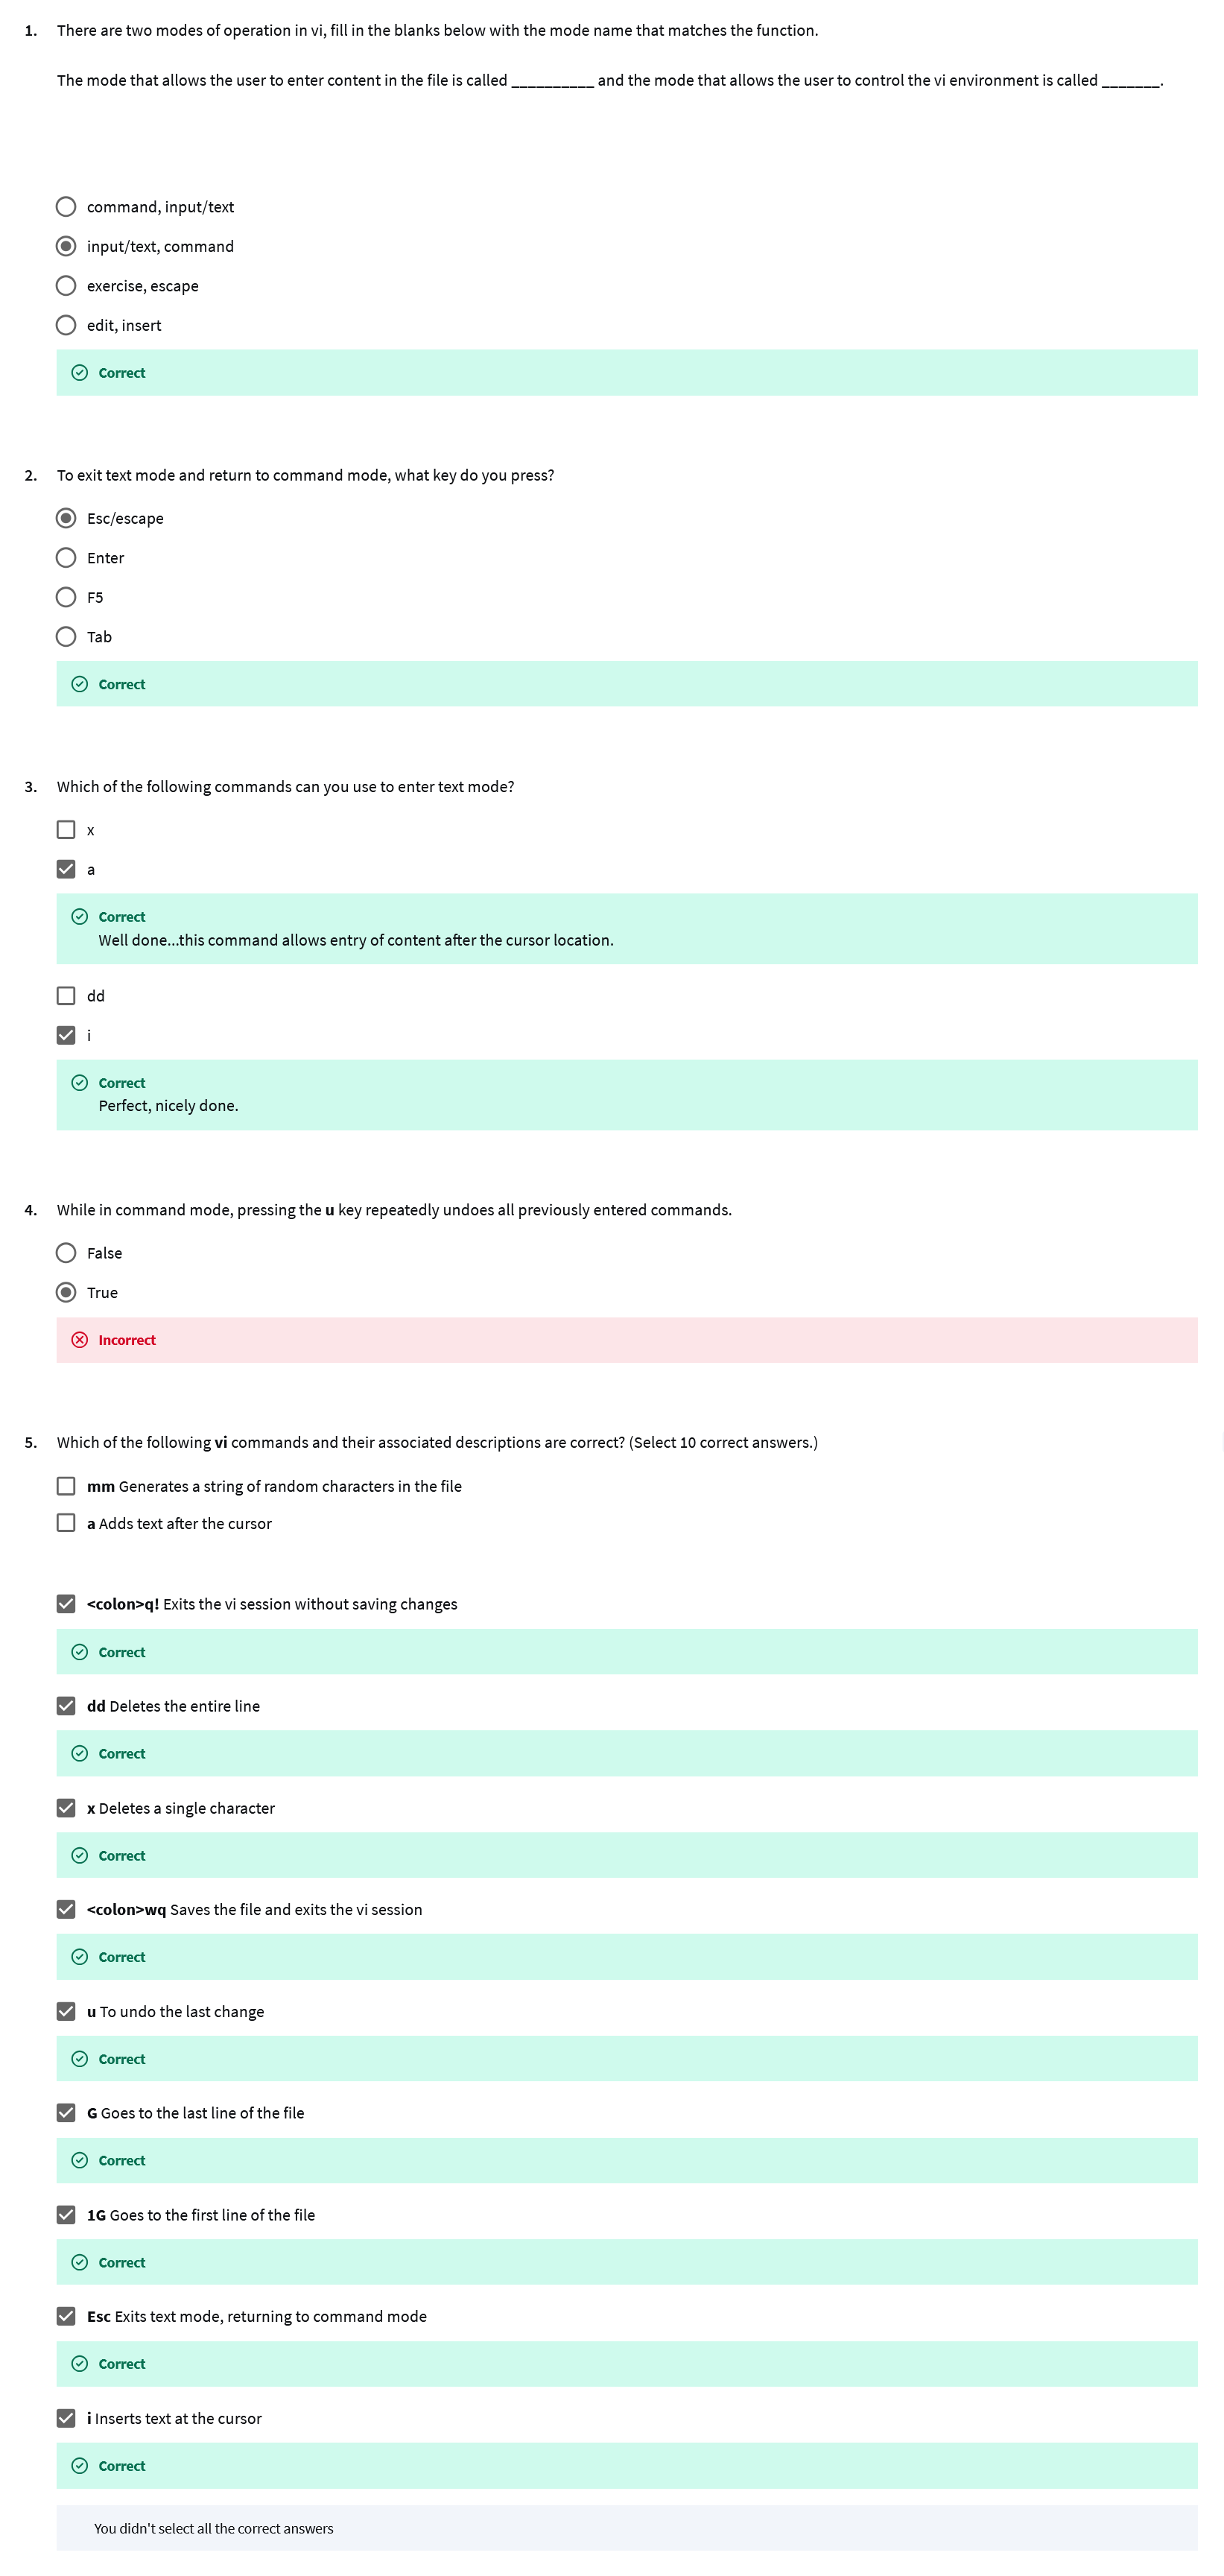 1. There are two modes of operation in vi, fill in the blanks below with the mode name that matches the function.
The mode that allows the user to enter content in the file is called __________ and the mode that allows the user to control the vi environment is called _______.
command, input/text
input/text, command
exercise, escape
edit, insert
Correct
2. To exit text mode and return to command mode, what key do you press?
Esc/escape
Enter
F5
Tab
Correct
3. Which of the following commands can you use to enter text mode?
x
a
Correct
Well done...this command allows entry of content after the cursor location.
dd
i
Correct
Perfect, nicely done.
4. While in command mode, pressing the u key repeatedly undoes all previously entered commands.
False
True
Incorrect
5. Which of the following vi commands and their associated descriptions are correct? (Select 10 correct answers.)
mm Generates a string of random characters in the file
a Adds text after the cursor
<colon>q! Exits the vi session without saving changes
Correct
dd Deletes the entire line
Correct
x Deletes a single character
Correct
<colon>wq Saves the file and exits the vi session
Correct
u To undo the last change
Correct
G Goes to the last line of the file
Correct
1G Goes to the first line of the file
Correct
Esc Exits text mode, returning to command mode
Correct
i Inserts text at the cursor
Correct
You didn't select all the correct answers